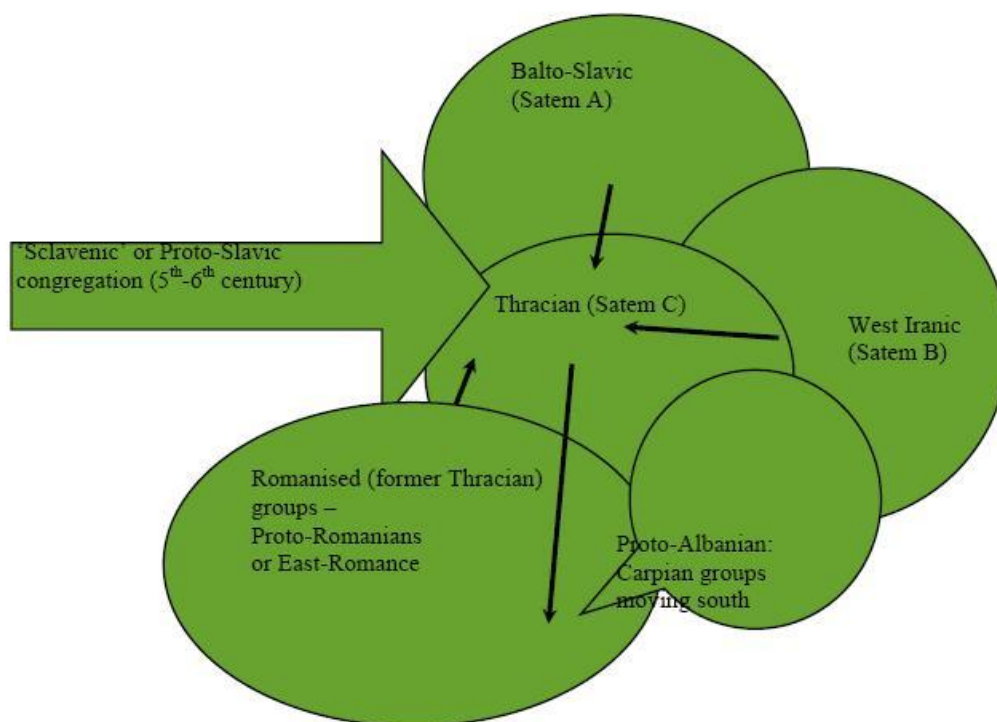 Balto-Slavic
(Satem A)
‘Sclavenic’ or Proto-Slavic
congregation (5th-6th century)
Thracian (Satem C)
West Iranic
(Satem B)
Romanised (former Thracian)
groups –
Proto-Romanians
or East-Romance
Proto-Albanian:
Carpian groups
moving south